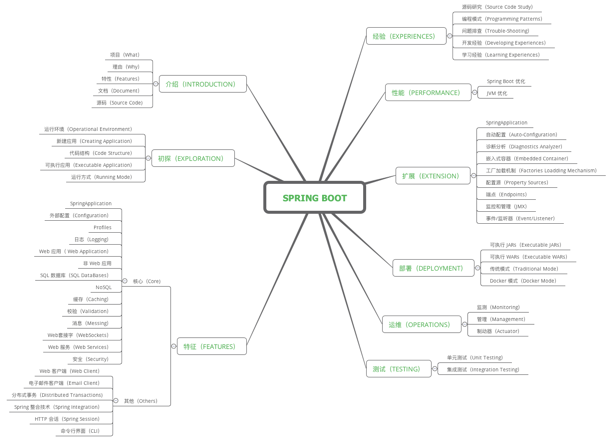 SPRING BOOT
介绍（INTRODUCTION）
项目（What）
理由（Why）
特性（Features）
文档（Document）
源码（Source Code）
初探（EXPLORATION）
运行环境（Operational Environment）
新建应用（Creating Application）
代码结构（Code Structure）
可执行应用（Executable Application）
运行方式（Running Mode）
特征（FEATURES）
核心（Core）
SpringApplication
外部配置（Configuration）
Profiles
日志（Logging）
Web 应用（ Web Application）
非 Web 应用
SQL 数据库（SQL DataBases）
NoSQL
缓存（Caching）
校验（Validation）
消息（Messing）
Web套接字（WebSockets）
Web 服务（Web Services）
安全（Security）
其他（Others）
Web 客户端（Web Client）
电子邮件客户端（Email Client）
分布式事务（Distributed Transactions）
Spring 整合技术（Spring Integration）
HTTP 会话（Spring Session）
命令行界面（CLI）
经验（EXPERIENCES）
源码研究（Source Code Study）
编程模式（Programming Patterns）
问题排查（Trouble-Shooting）
开发经验（Developing Experiences）
学习经验（Learning Experiences）
性能（PERFORMANCE）
Spring Boot 优化
JVM 优化
扩展（EXTENSION）
SpringApplication
自动配置（Auto-Configuration）
诊断分析（Diagnostics Analyzer）
嵌入式容器（Embedded Container）
工厂加载机制（Factories Loadding Mechanism）
配置源（Property Sources）
端点（Endpoints）
监控和管理（JMX）
事件/监听器（Event/Listener）
部署（DEPLOYMENT）
可执行 JARs（Executable JARs）
可执行 WARs（Executable WARs）
传统模式（Traditional Mode）
Docker 模式（Docker Mode）
运维（OPERATIONS）
监测（Monitoring）
管理（Management）
制动器（Actuator）
测试（TESTING）
单元测试（Unit Testing）
集成测试（Integration Testing）